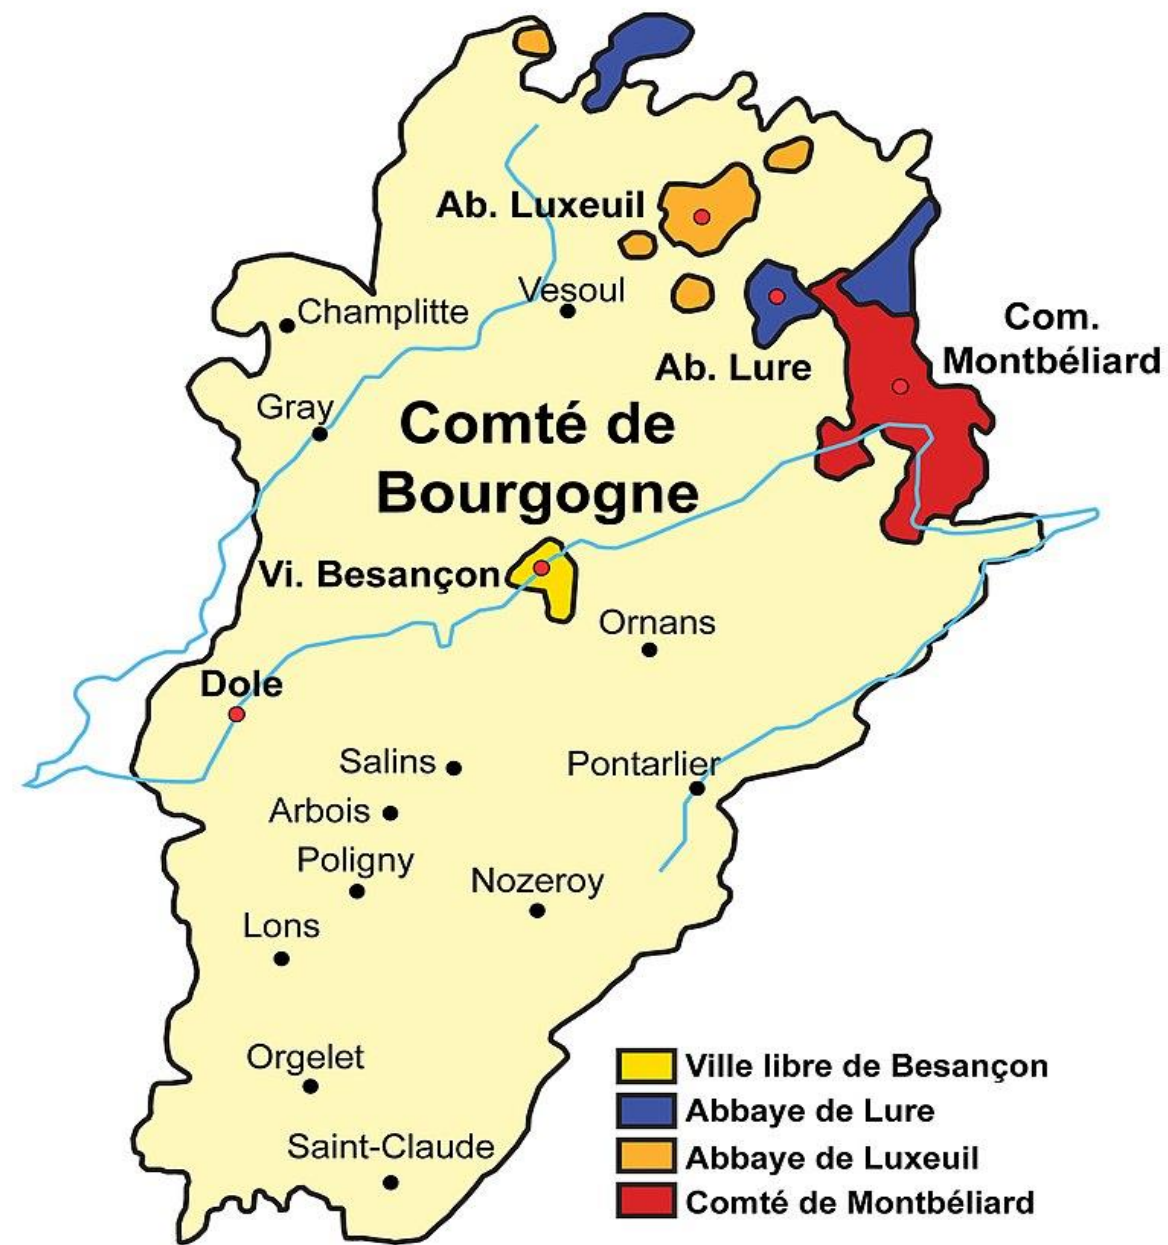 Ab. Luxeuil
Vesoul
Champlitte
Com.
Montbéliard
Ab. Lure
Gray
Comté de
Bourgogne
Vi. Besançon
Ornans
Dole
Salins
Pontarlier
Arbois
Poligny
Nozeroy
Lons
Orgelet
Saint-Claude
Ville libre de Besançon
Abbaye de Lure
Abbaye de Luxeuil
Comté de Montbéliard